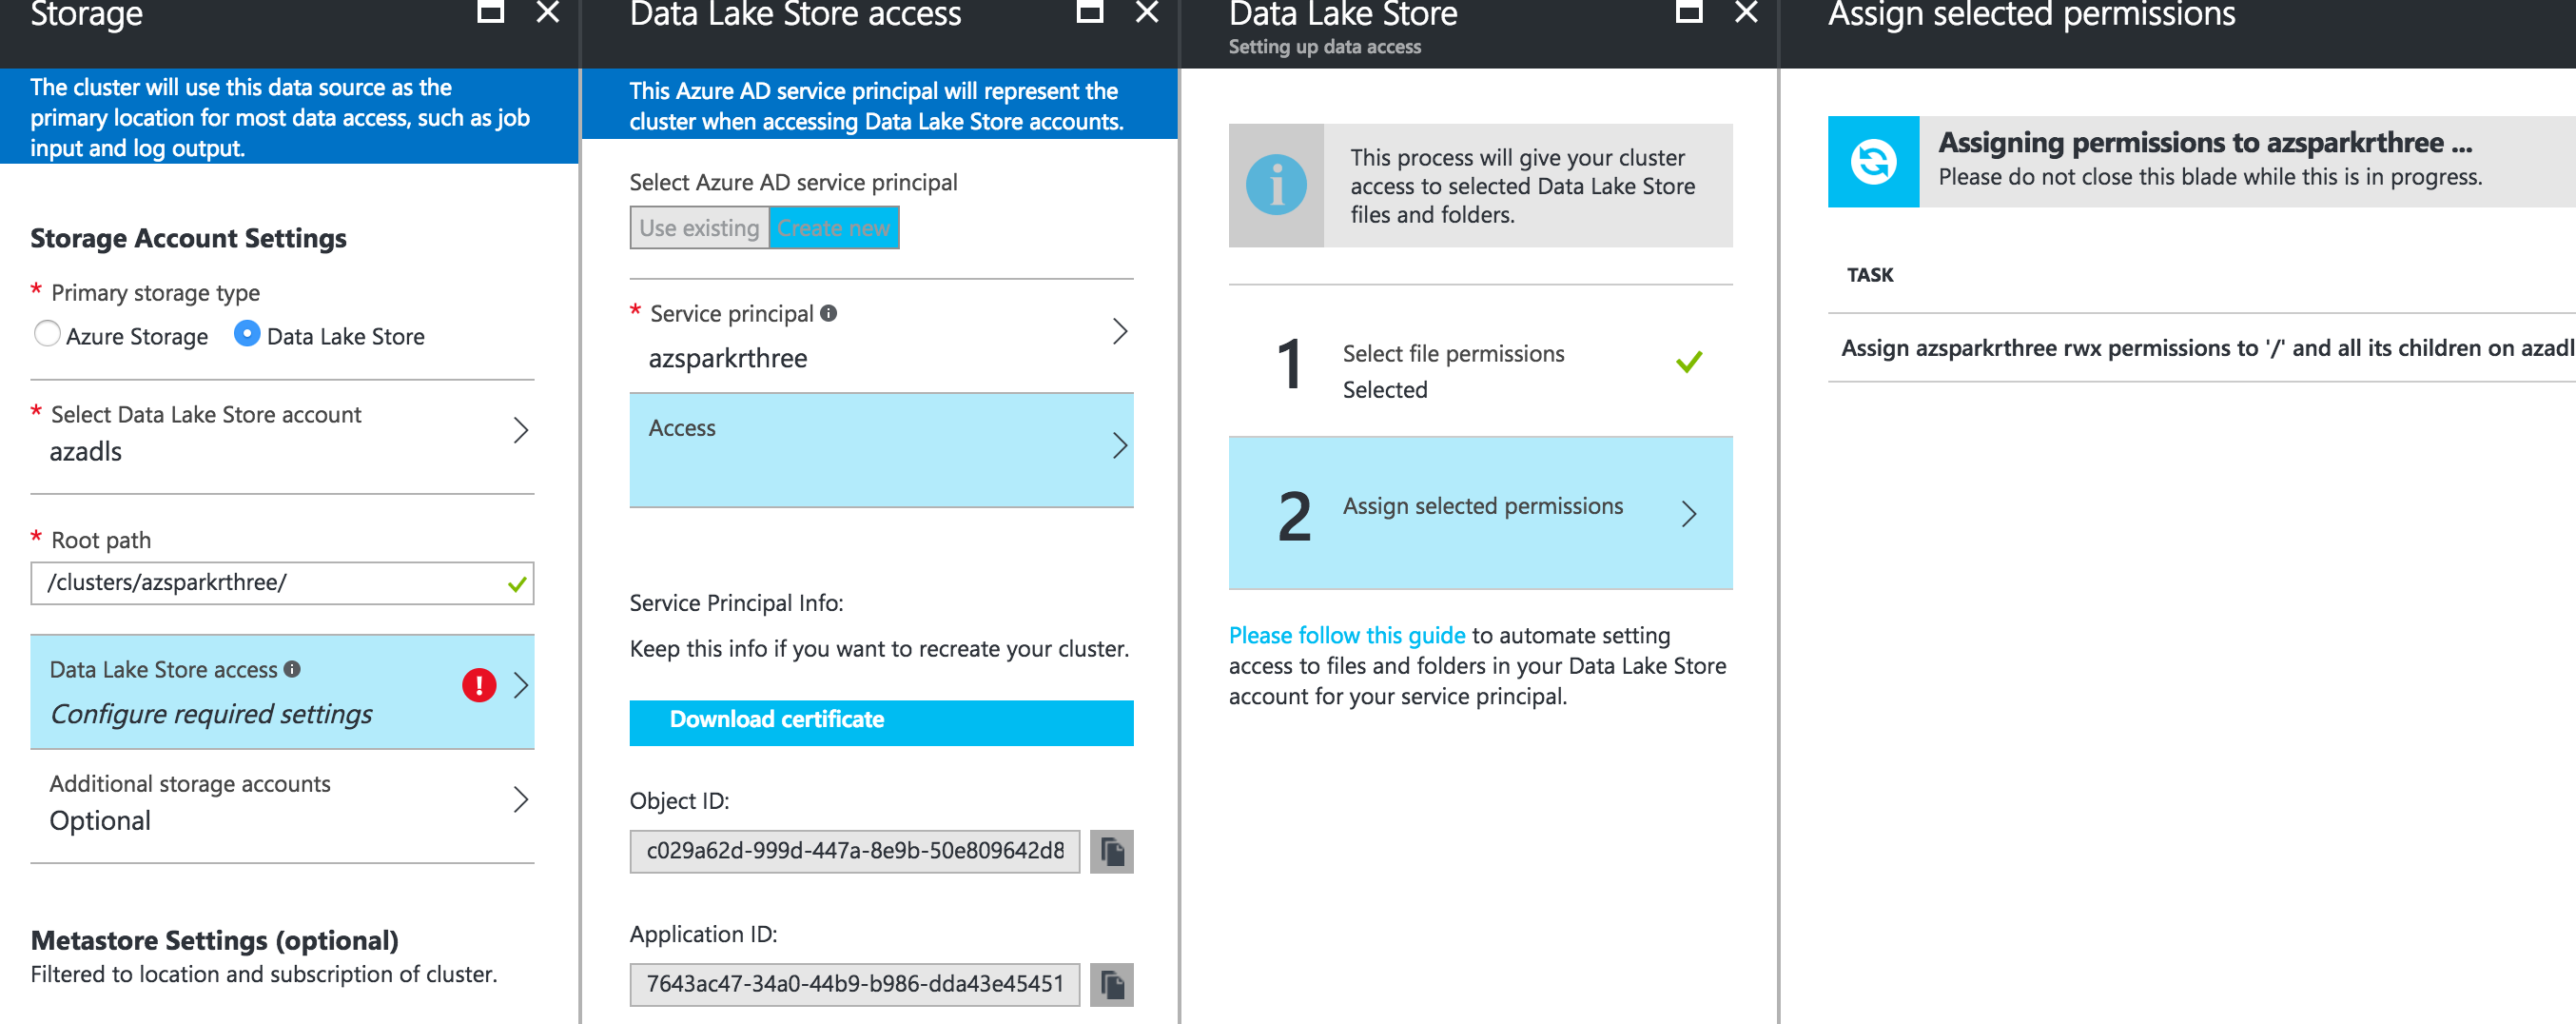 Storage
The cluster will use this data source as the
primary location for most data access, such as job
input and log output.
Storage Account Settings
* Primary storage type
Azure Storage Data Lake Store
* Select Data Lake Store account
azadls
* Root path
/clusters/azsparkrthree/
Data Lake Store access
Configure required settings
Additional storage accounts
Optional
Metastore Settings (optional)
Filtered to location and subscription of cluster.
Data Lake Store access
This Azure AD service principal will represent the
cluster when accessing Data Lake Store accounts.
Select Azure AD service principal
Use existing Create new
* Service principal
azsparkrthree
Access
Service Principal Info:
Keep this info if you want to recreate your cluster.
Download certificate
Object ID:
c029a62d-999d-447a-8e9b-50e809642d8
Application ID:
7643ac47-34a0-44b9-b986-dda43e45451
Data Lake Store
Setting up data access
This process will give your cluster
access to selected Data Lake Store
files and folders.
1 Select file permissions
Selected
2 Assign selected permissions
Please follow this guide to automate setting
access to files and folders in your Data Lake Store
account for your service principal.
Assign selected permissions
Assigning permissions to azsparkrthree ...
Please do not close this blade while this is in progress.
TASK
Assign azsparkrthree rwx permissions to '/' and all its children on azadl